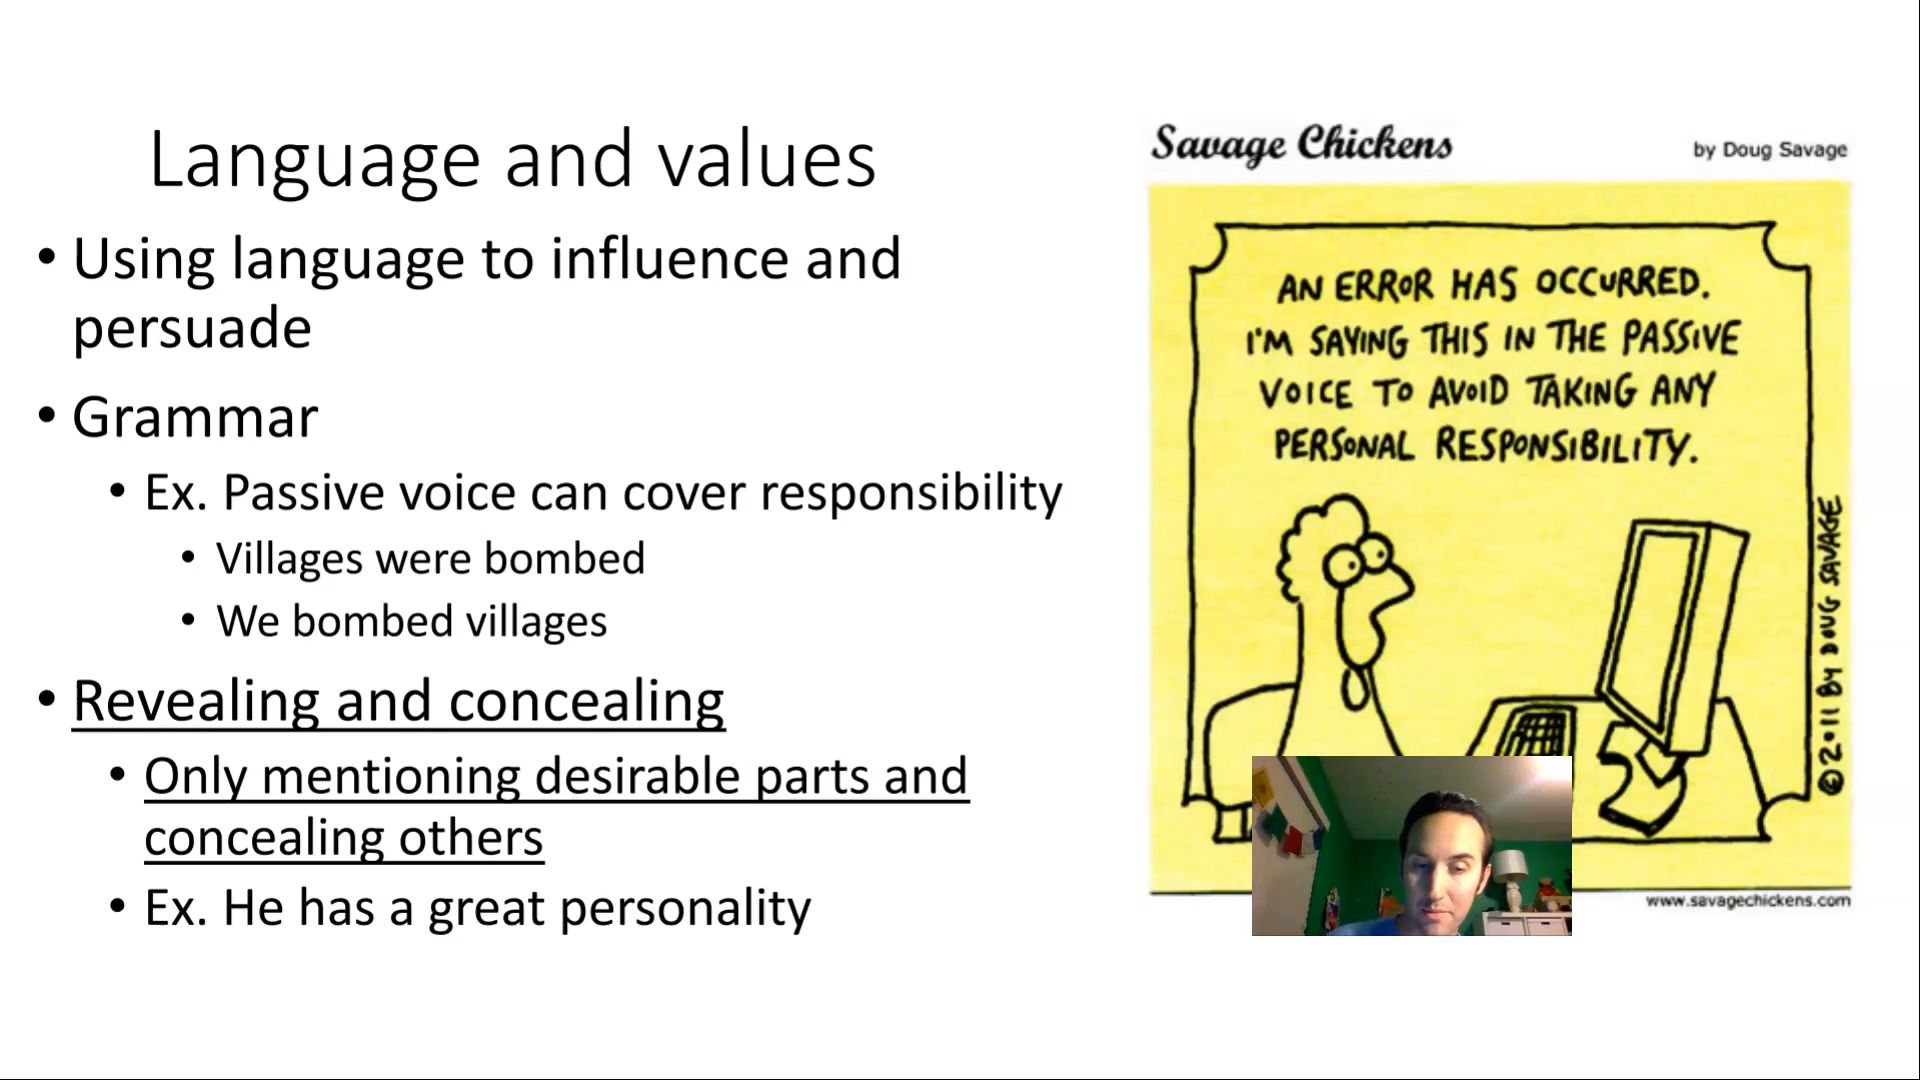 Language and values
• Using language to influence and
persuade
• Grammar
• Ex. Passive voice can cover responsibility
• Villages were bombed
• We bombed villages
• Revealing and concealing
• Only mentioning desirable parts and
concealing others
• Ex. He has a great personality
Savage Chickens
by Doug Savage
AN ERROR HAS OCCURRED.
I'M SAYING THIS IN THE PASSIVE
VOICE TO AVOID TAKING ANY
PERSONAL RESPONSIBILITY.
©2011 BY DOUG SAVAGE
www.savagechickens.com